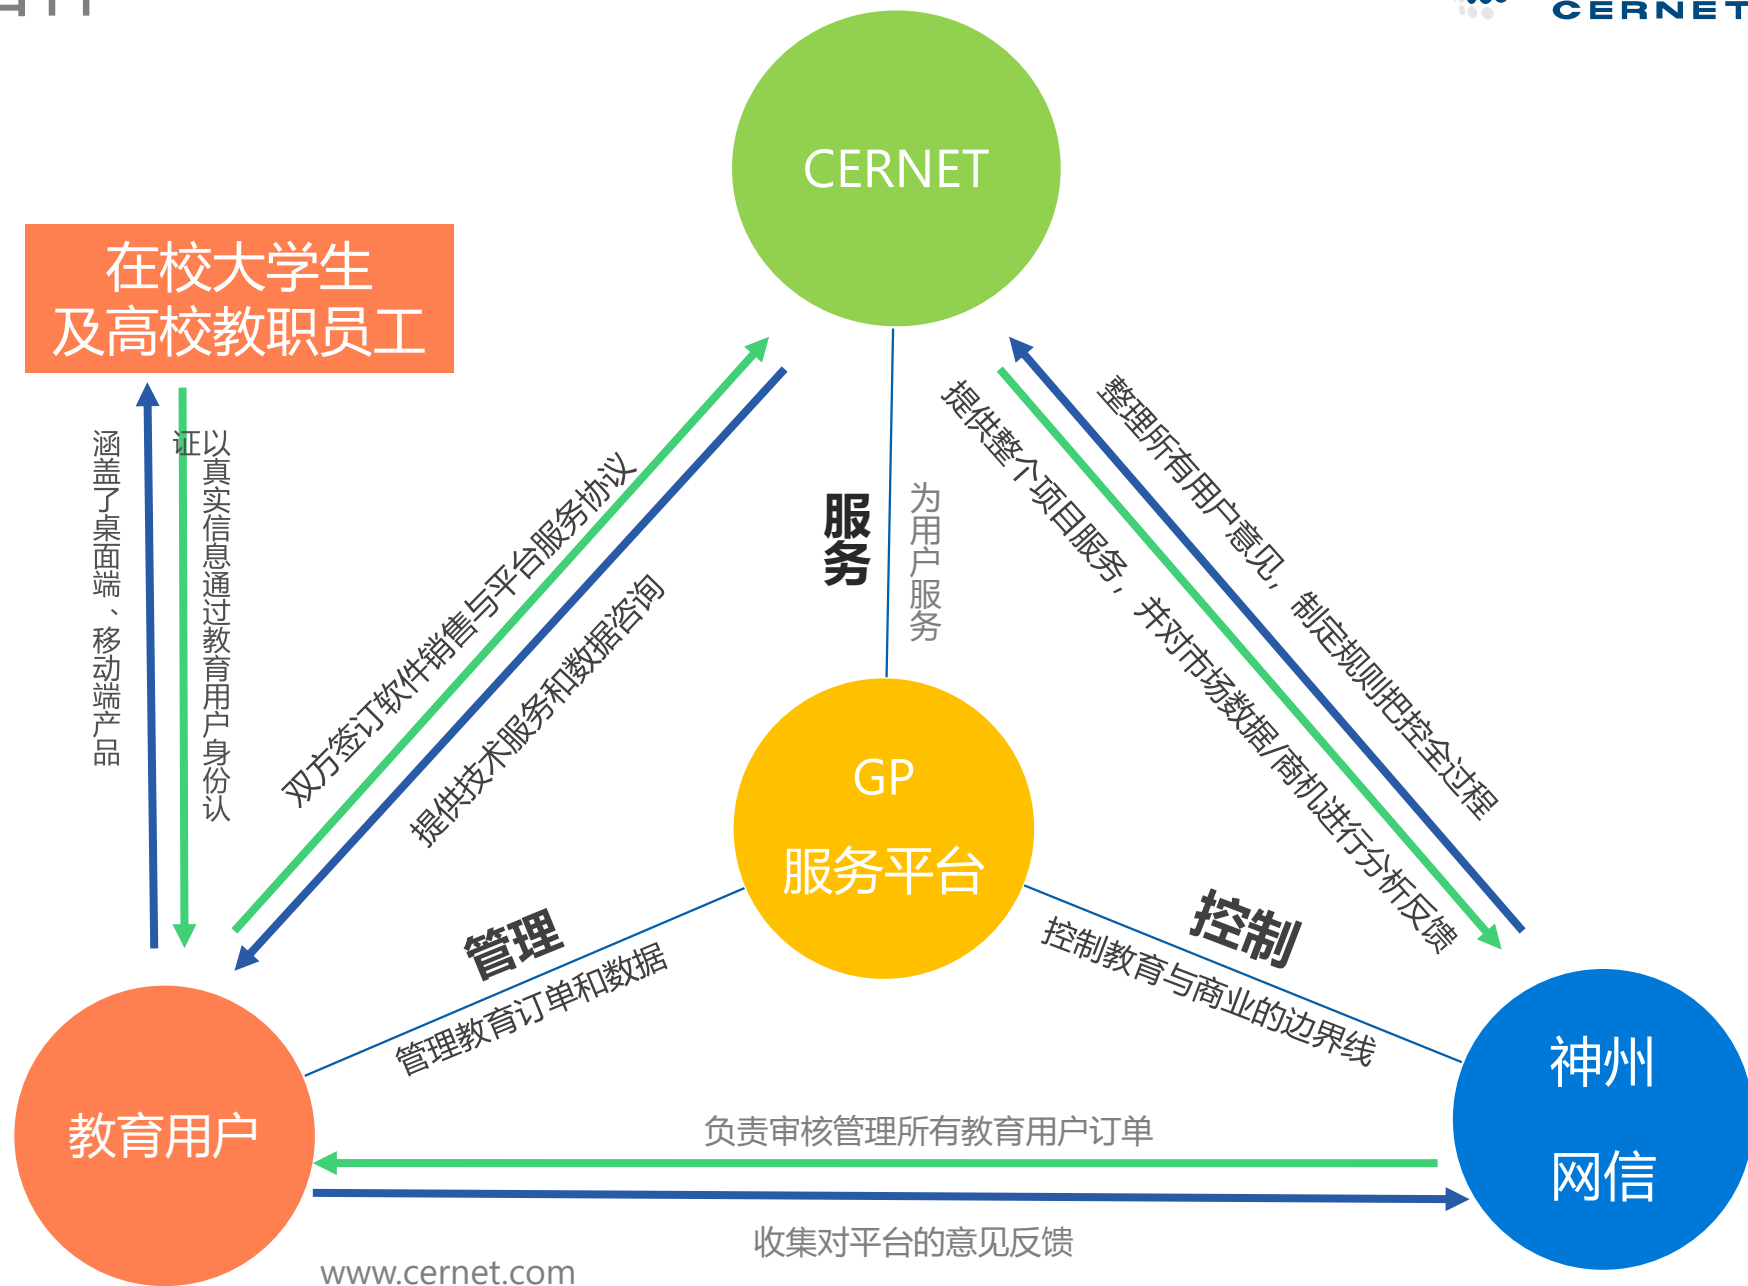 CERNET
CERNET
在校大学生
及高校教职员工
涵盖了桌面端、移动端产品
以真实信息通过教育用户身份认
证
双方签订软件销售与平台服务协议
提供技术服务和数据咨询
服务
为用户服务
提供整个项目服务，并对市场数据/商机进行分析反馈
整理所有用户意见，制定规则把控全过程
GP
服务平台
管理
管理教育订单和数据
控制
控制教育与商业的边界线
教育用户
神州
网信
负责审核管理所有教育用户订单
收集对平台的意见反馈
www.cernet.com